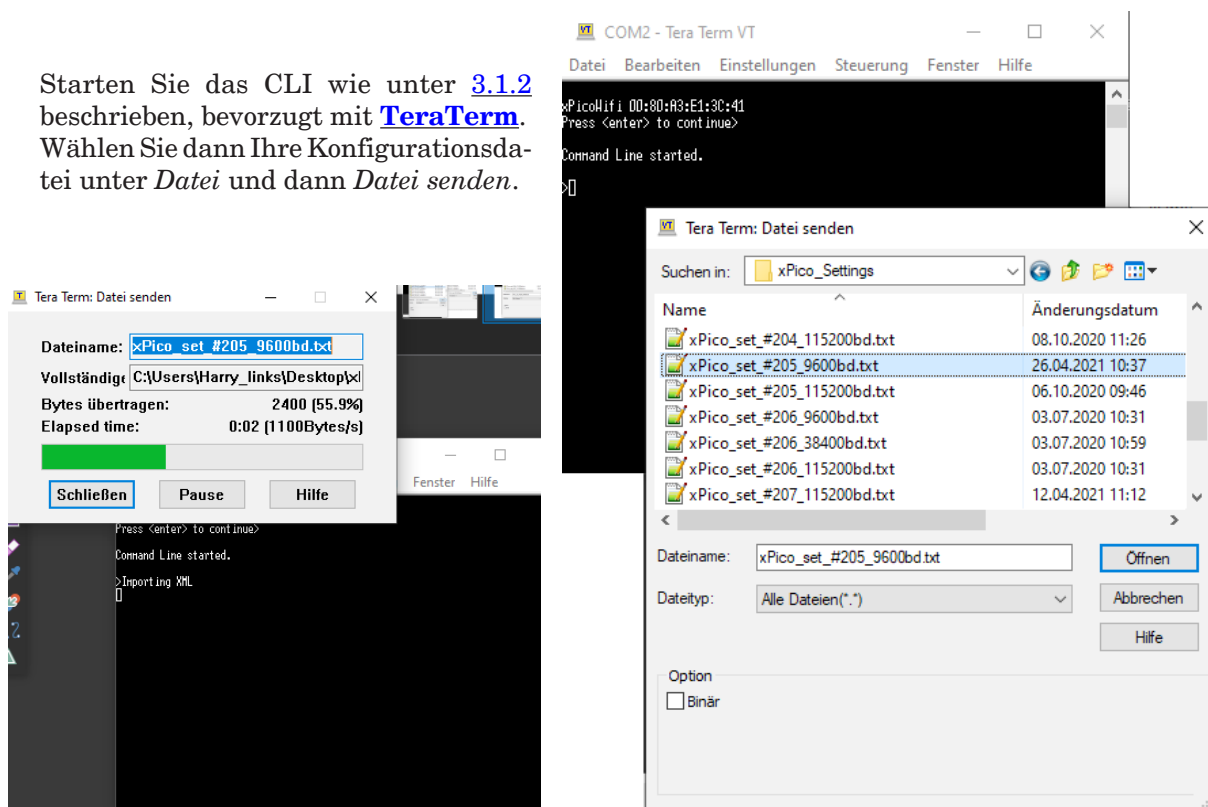 Starten Sie das CLI wie unter 3.1.2
beschrieben, bevorzugt mit TeraTerm.
Wählen Sie dann Ihre Konfigurationsda-
tei unter Datei und dann Datei senden.
COM2 - Tera Term VT
Datei Bearbeiten Einstellungen Steuerung Fenster Hilfe
xPicoWifi 00:80:A3:E1:3C:41
Press <enter> to continue>
Command Line started.
>
Tera Term: Datei senden
Suchen in: xPico_Settings
Name Änderungsdatum
xPico_set_#204_115200bd.txt 08.10.2020 11:26
xPico_set_#205_9600bd.txt 26.04.2021 10:37
xPico_set_#205_115200bd.txt 06.10.2020 09:46
xPico_set_#206_9600bd.txt 03.07.2020 10:31
xPico_set_#206_38400bd.txt 03.07.2020 10:59
xPico_set_#206_115200bd.txt 03.07.2020 10:31
xPico_set_#207_115200bd.txt 12.04.2021 11:12
Dateiname: xPico_set_#205_9600bd.txt Öffnen
Dateityp: Alle Dateien(*.*) Abbrechen
Hilfe
Option
Binär
Tera Term: Datei senden
Dateiname: xPico_set_#205_9600bd.txt
Vollständige C:\Users\Harry_links\Desktop\xl
Bytes übertragen: 2400 (55.9%)
Elapsed time: 0:02 (1100Bytes/s)
Schließen Pause Hilfe
Fenster Hilfe
Press <enter> to continue>
Command Line started.
>Importing XML